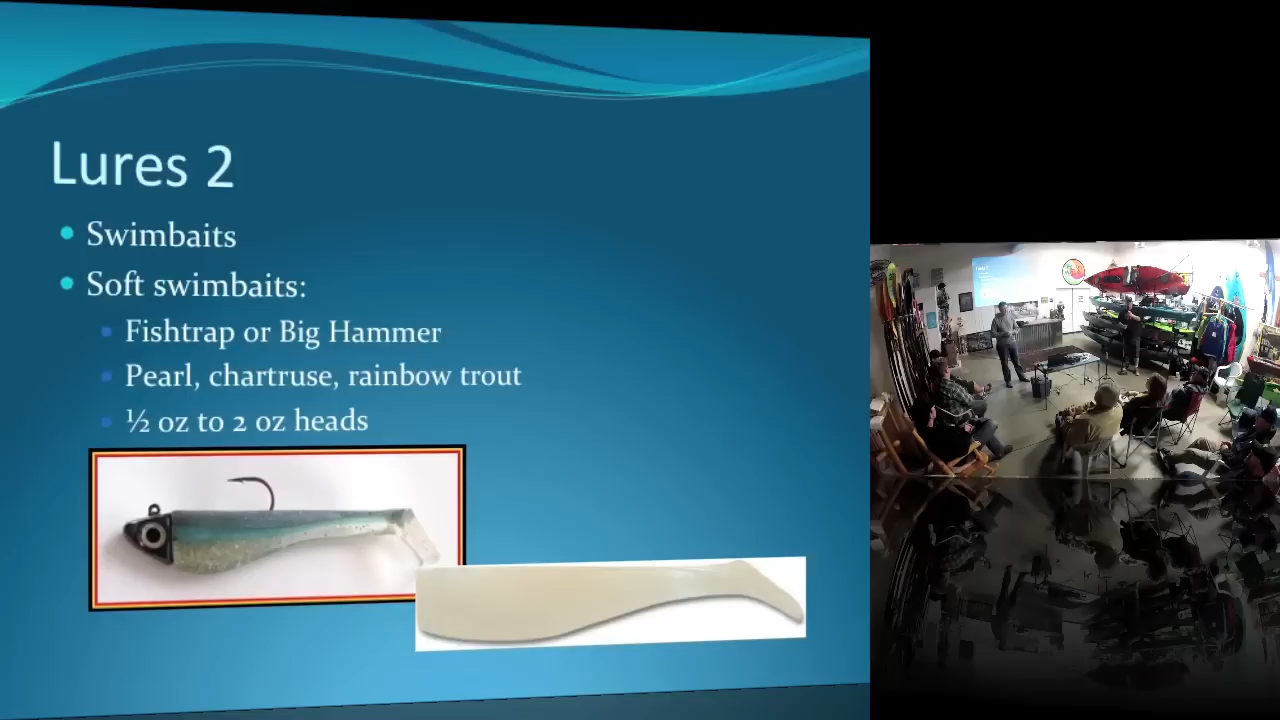 Lures 2
Swimbaits
Soft swimbaits:
Fishtrap or Big Hammer
Pearl, chartruse, rainbow trout
½ oz to 2 oz heads